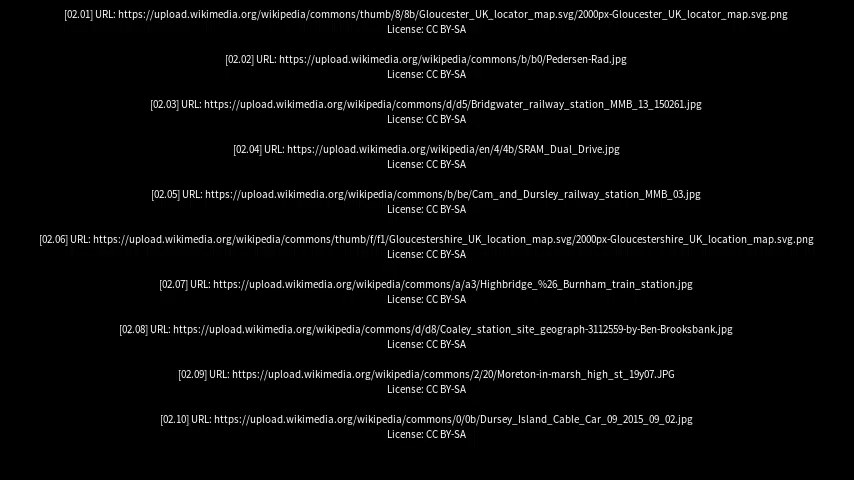 [02.01] URL: https://upload.wikimedia.org/wikipedia/commons/thumb/8/8b/Gloucester_UK_locator_map.svg/2000px-Gloucester_UK_locator_map.svg.png
License: CC BY-SA
[02.02] URL: https://upload.wikimedia.org/wikipedia/commons/b/b0/Pedersen-Rad.jpg
License: CC BY-SA
[02.03] URL: https://upload.wikimedia.org/wikipedia/commons/d/d5/Bridgwater_railway_station_MMB_13_150261.jpg
License: CC BY-SA
[02.04] URL: https://upload.wikimedia.org/wikipedia/en/4/4b/SRAM_Dual_Drive.jpg
License: CC BY-SA
[02.05] URL: https://upload.wikimedia.org/wikipedia/commons/b/be/Cam_and_Dursley_railway_station_MMB_03.jpg
License: CC BY-SA
[02.06] URL: https://upload.wikimedia.org/wikipedia/commons/thumb/f/f1/Gloucestershire_UK_location_map.svg/2000px-Gloucestershire_UK_location_map.svg.png
License: CC BY-SA
[02.07] URL: https://upload.wikimedia.org/wikipedia/commons/a/a3/Highbridge_%26_Burnham_train_station.jpg
License: CC BY-SA
[02.08] URL: https://upload.wikimedia.org/wikipedia/commons/d/d8/Coaley_station_site_geograph-3112559-by-Ben-Brooksbank.jpg
License: CC BY-SA
[02.09] URL: https://upload.wikimedia.org/wikipedia/commons/2/20/Moreton-in-marsh_high_st_19y07.JPG
License: CC BY-SA
[02.10] URL: https://upload.wikimedia.org/wikipedia/commons/0/0b/Dursey_Island_Cable_Car_09_2015_09_02.jpg
License: CC BY-SA